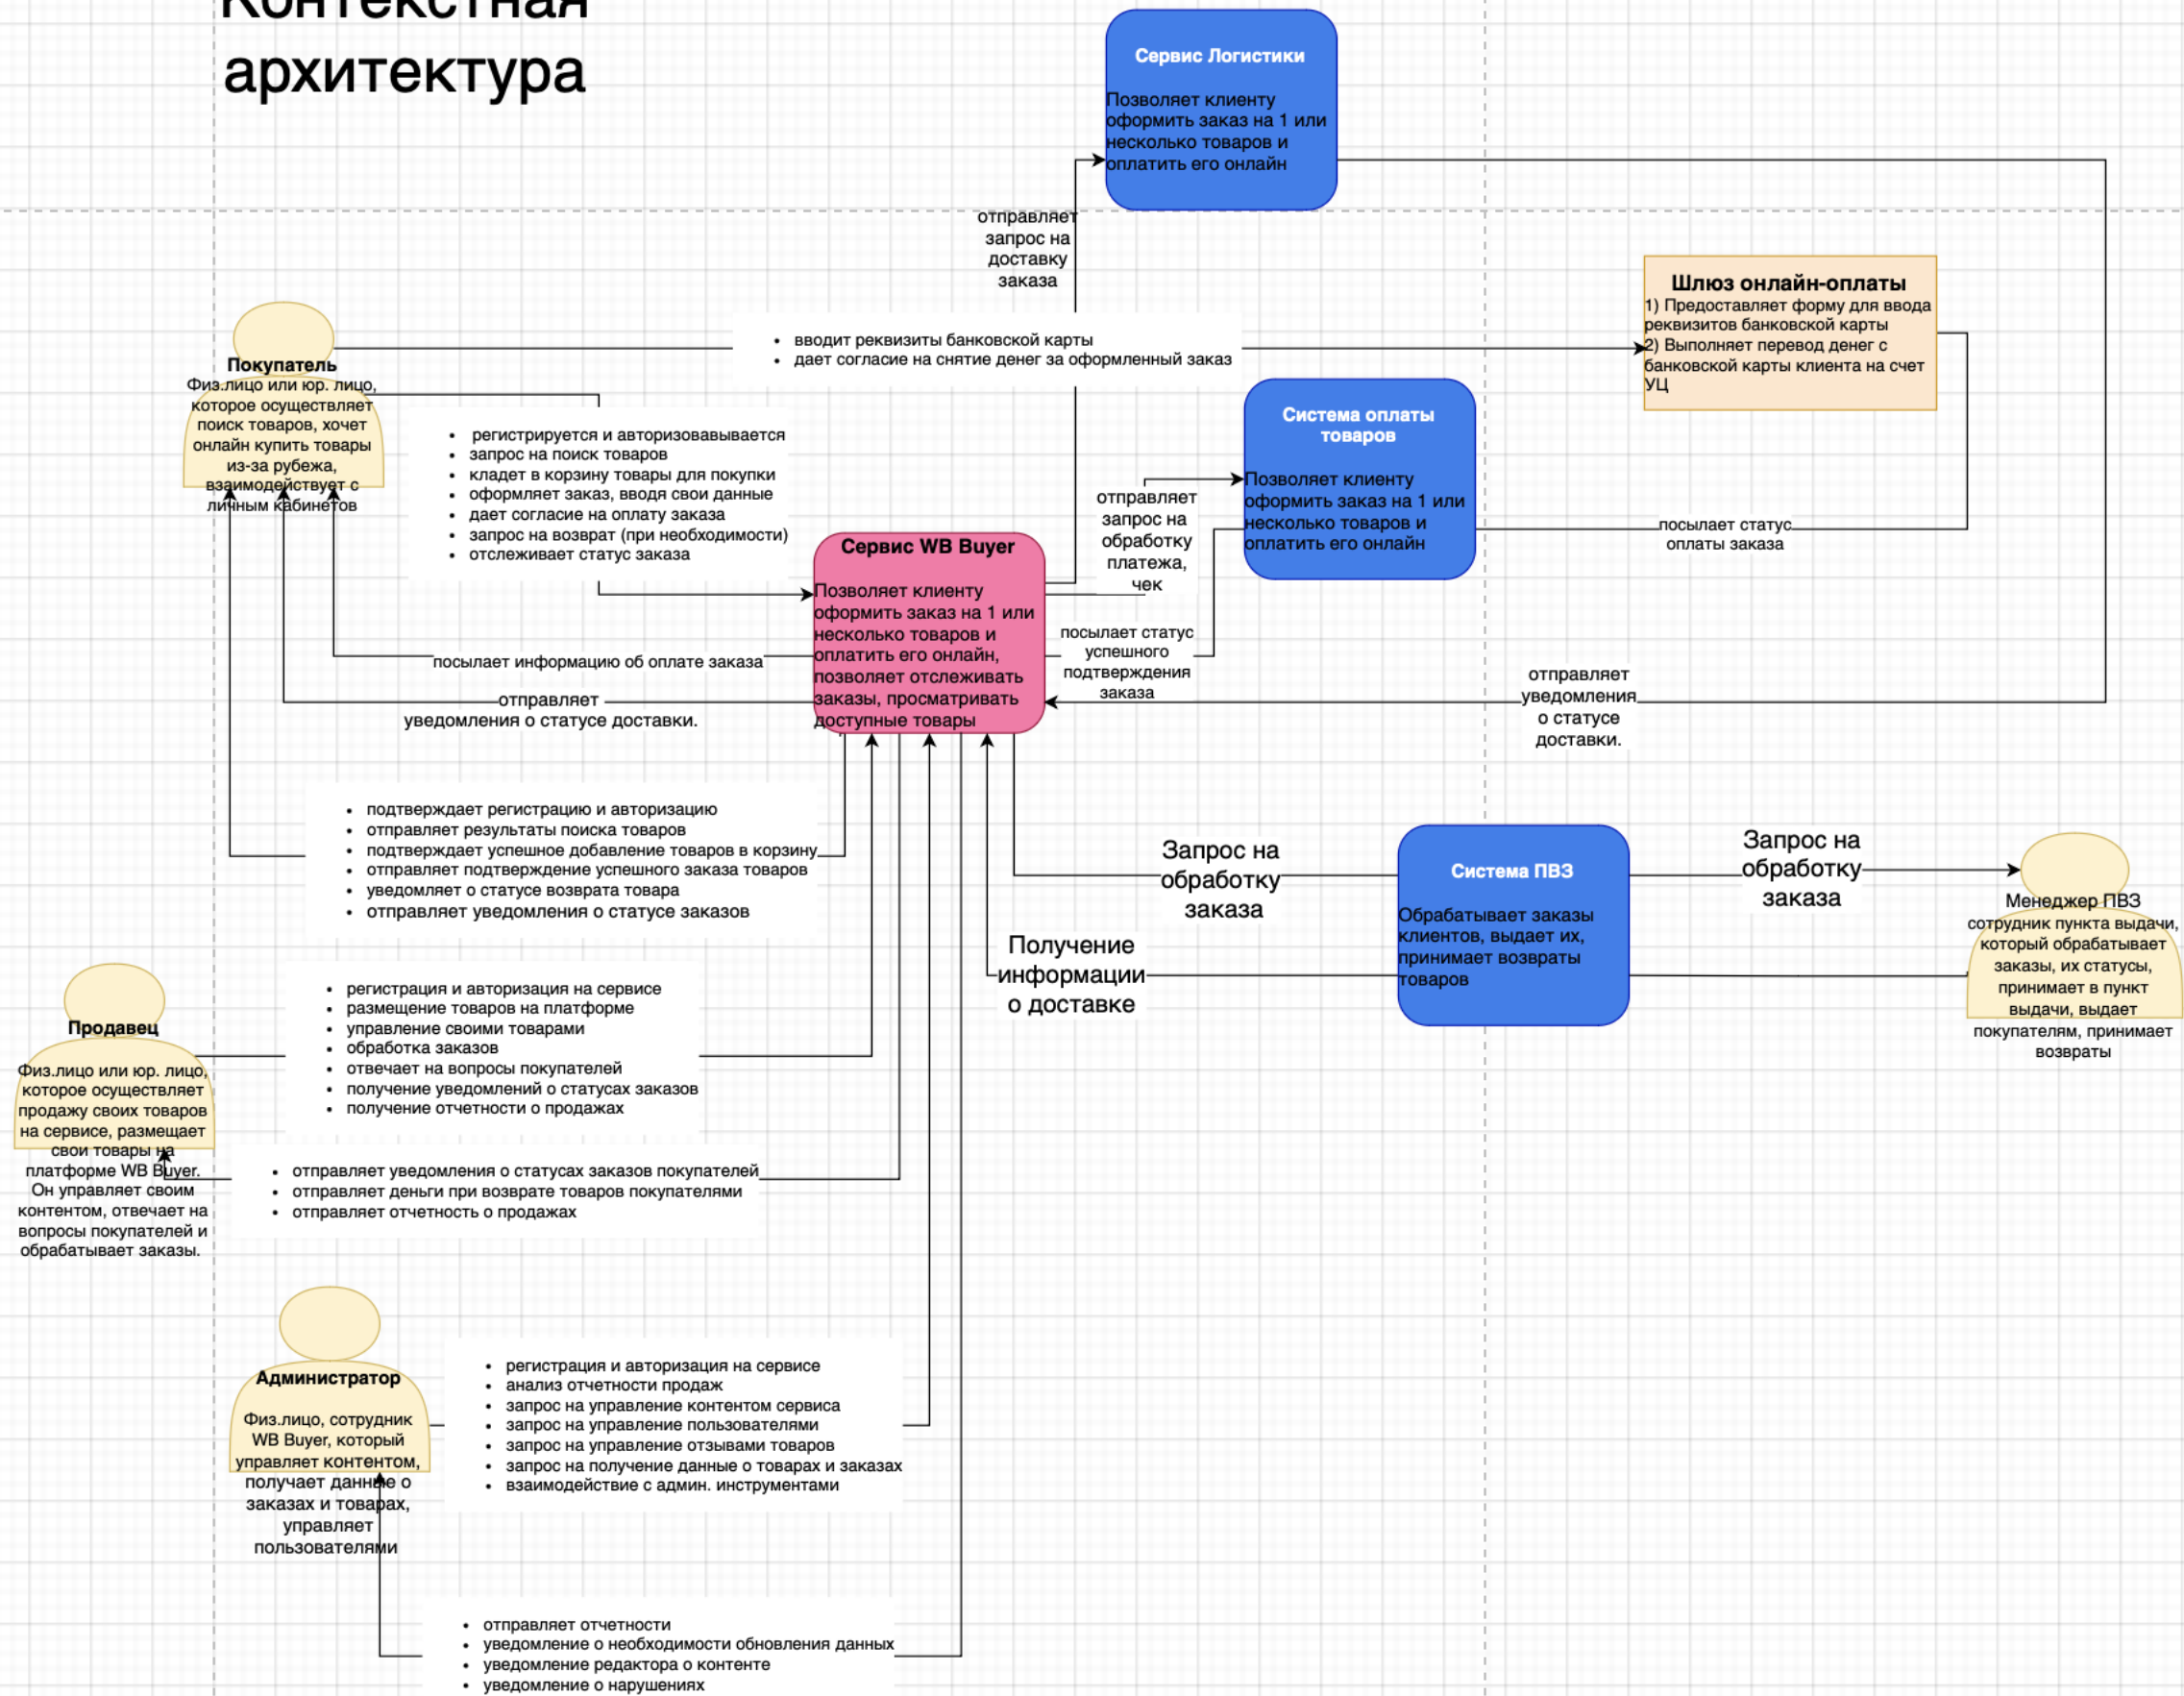 Контекстная
архитектура
Сервис Логистики
Позволяет клиенту
оформить заказ на 1 или
несколько товаров и
оплатить его онлайн
отправляет
запрос на
доставку
заказа
Шлюз онлайн-оплаты
1) Предоставляет форму для ввода
реквизитов банковской карты
2) Выполняет перевод денег с
банковской карты клиента на счет
УЦ
• вводит реквизиты банковской карты
• дает согласие на снятие денег за оформленный заказ
Покупатель
Физ.лицо или юр. лицо,
которое осуществляет
поиск товаров, хочет
онлайн купить товары
из-за рубежа,
взаимодействует с
личным кабинетов
• регистрируется и авторизовавывается
• запрос на поиск товаров
• кладет в корзину товары для покупки
• оформляет заказ, вводя свои данные
• дает согласие на оплату заказа
• запрос на возврат (при необходимости)
• отслеживает статус заказа
Система оплаты
товаров
Позволяет клиенту
оформить заказ на 1 или
несколько товаров и
оплатить его онлайн
отправляет
запрос на
обработку
платежа,
чек
посылает статус
оплаты заказа
Сервис WB Buyer
Позволяет клиенту
оформить заказ на 1 или
несколько товаров и
оплатить его онлайн,
позволяет отслеживать
заказы, просматривать
доступные товары
посылает статус
успешного
подтверждения
заказа
посылает информацию об оплате заказа
отправляет
уведомления о статусе доставки.
отправляет
уведомления
о статусе
доставки.
• подтверждает регистрацию и авторизацию
• отправляет результаты поиска товаров
• подтверждает успешное добавление товаров в корзину
• отправляет подтверждение успешного заказа товаров
• уведомляет о статусе возврата товара
• отправляет уведомления о статусе заказов
Запрос на
обработку
заказа
Система ПВЗ
Обрабатывает заказы
клиентов, выдает их,
принимает возвраты
товаров
Запрос на
обработку
заказа
Менеджер ПВЗ
сотрудник пункта выдачи,
который обрабатывает
заказы, их статусы,
принимает в пункт
выдачи, выдает
покупателям, принимает
возвраты
Получение
информации
о доставке
Продавец
Физ.лицо или юр. лицо,
которое осуществляет
продажу своих товаров
на сервисе, размещает
свои товары на
платформе WB Buyer.
Он управляет своим
контентом, отвечает на
вопросы покупателей и
обрабатывает заказы.
• регистрация и авторизация на сервисе
• размещение товаров на платформе
• управление своими товарами
• обработка заказов
• отвечает на вопросы покупателей
• получение уведомлений о статусах заказов
• получение отчетности о продажах
• отправляет уведомления о статусах заказов покупателей
• отправляет деньги при возврате товаров покупателями
• отправляет отчетность о продажах
Администратор
Физ.лицо, сотрудник
WB Buyer, который
управляет контентом,
получает данные о
заказах и товарах,
управляет
пользователями
• регистрация и авторизация на сервисе
• анализ отчетности продаж
• запрос на управление контентом сервиса
• запрос на управление пользователями
• запрос на управление отзывами товаров
• запрос на получение данные о товарах и заказах
• взаимодействие с админ. инструментами
• отправляет отчетности
• уведомление о необходимости обновления данных
• уведомление редактора о контенте
• уведомление о нарушениях